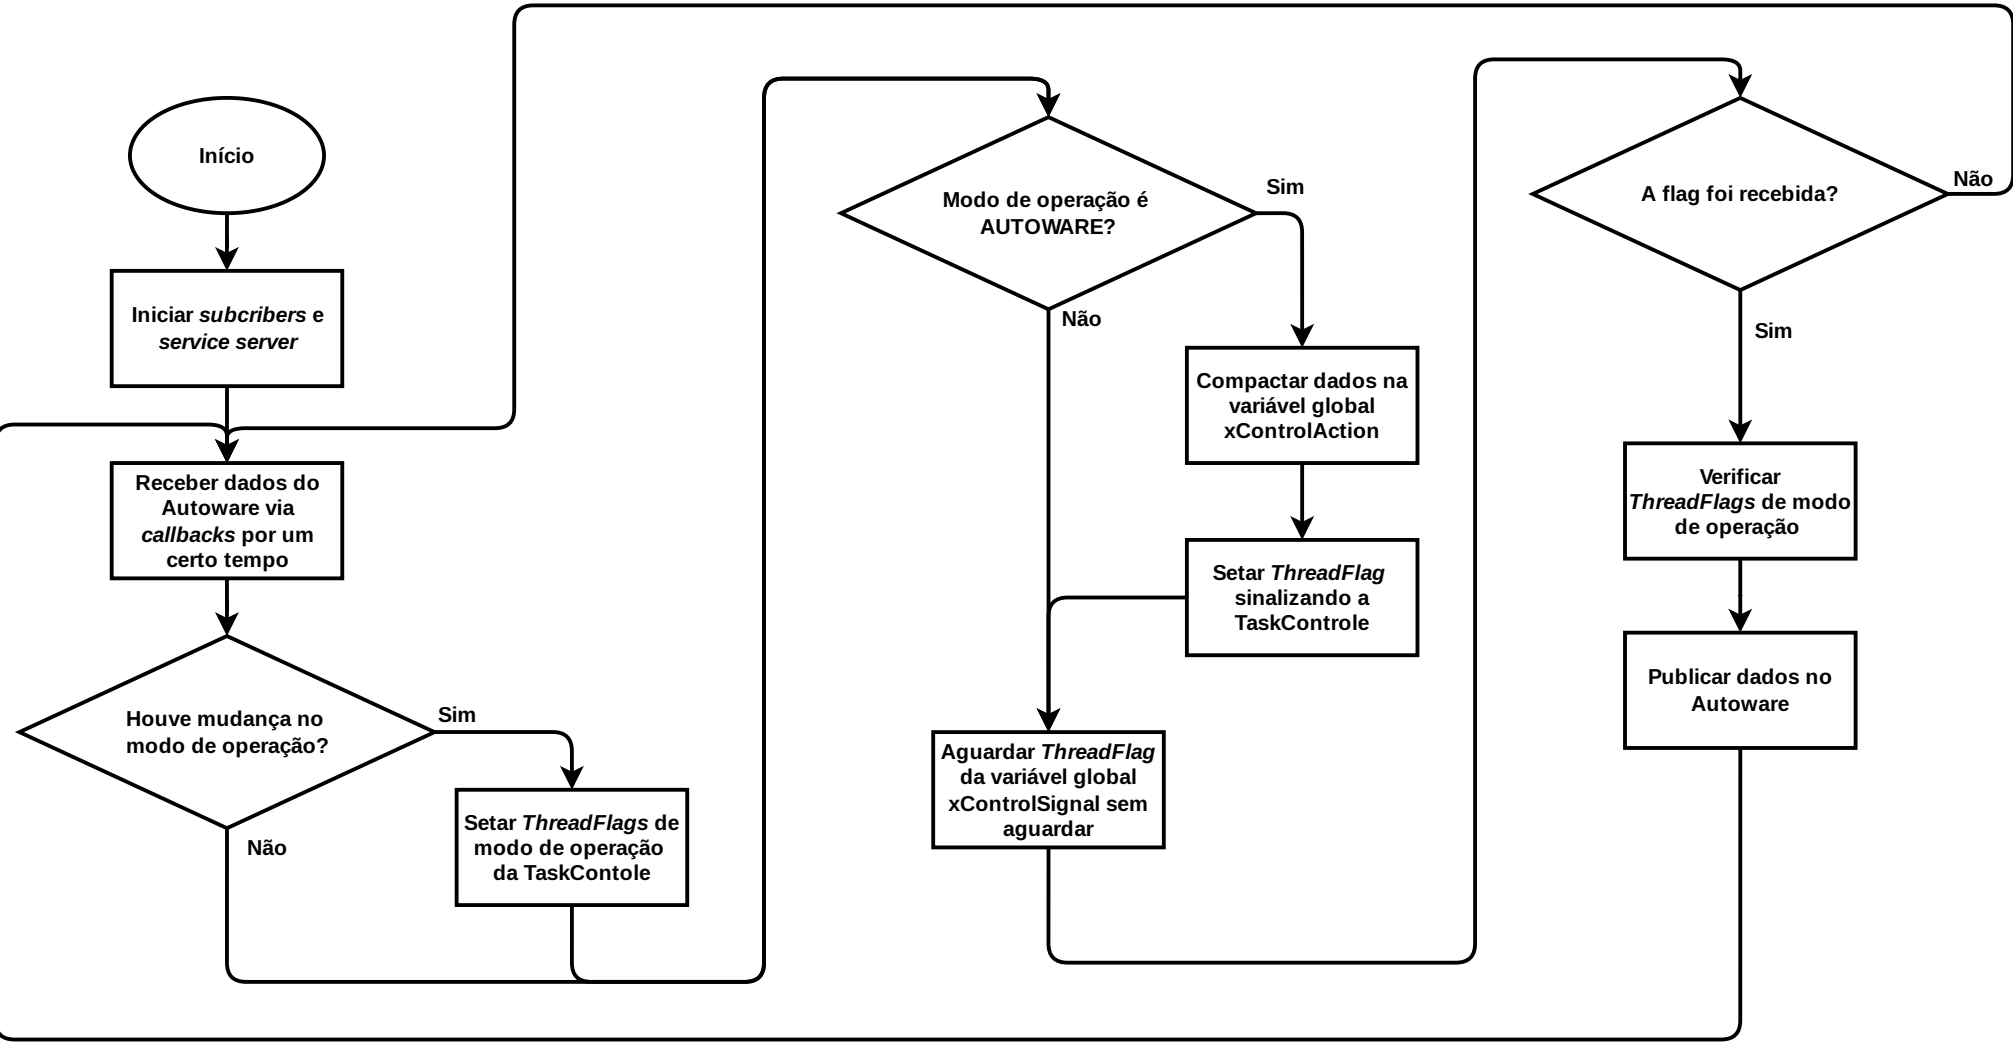 Início
Iniciar subcribers e
service server
Receber dados do
Autoware via
callbacks por um
certo tempo
Houve mudança no
modo de operação?
Sim
Não
Setar ThreadFlags de
modo de operação
da TaskContole
Modo de operação é
AUTOWARE?
Sim
Não
Compactar dados na
variável global
xControlAction
Setar ThreadFlag
sinalizando a
TaskControle
Aguardar ThreadFlag
da variável global
xControlSignal sem
aguardar
A flag foi recebida?
Não
Sim
Verificar
ThreadFlags de modo
de operação
Publicar dados no
Autoware